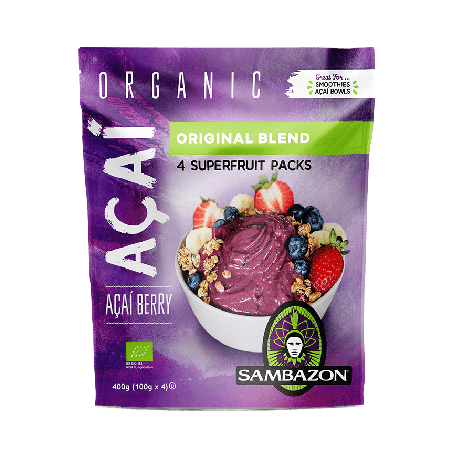 ORGANIC
Great For...
SMOOTHIES
AÇAÍ BOWLS
AÇAÍ
ORIGINAL BLEND
4 SUPERFRUIT PACKS
AÇAÍ BERRY
SAMBAZON
400g (100g x 4)